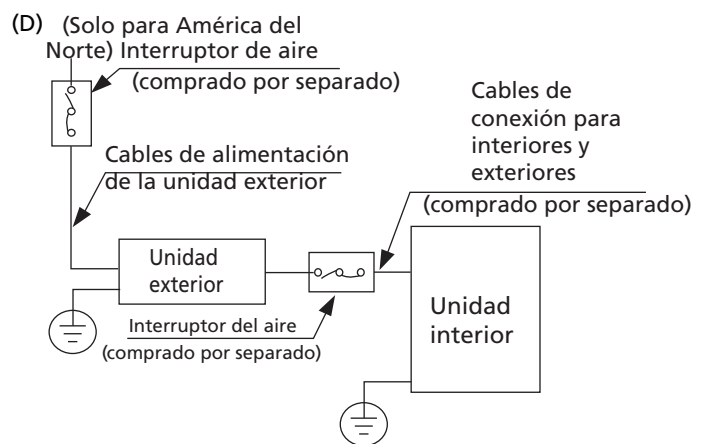 (D) (Solo para América del
Norte) Interruptor de aire
(comprado por separado)
Cables de
conexión para
interiores y
exteriores
(comprado por separado)
Cables de alimentación
de la unidad exterior
Unidad
exterior
Interruptor del aire
(comprado por separado)
Unidad
interior